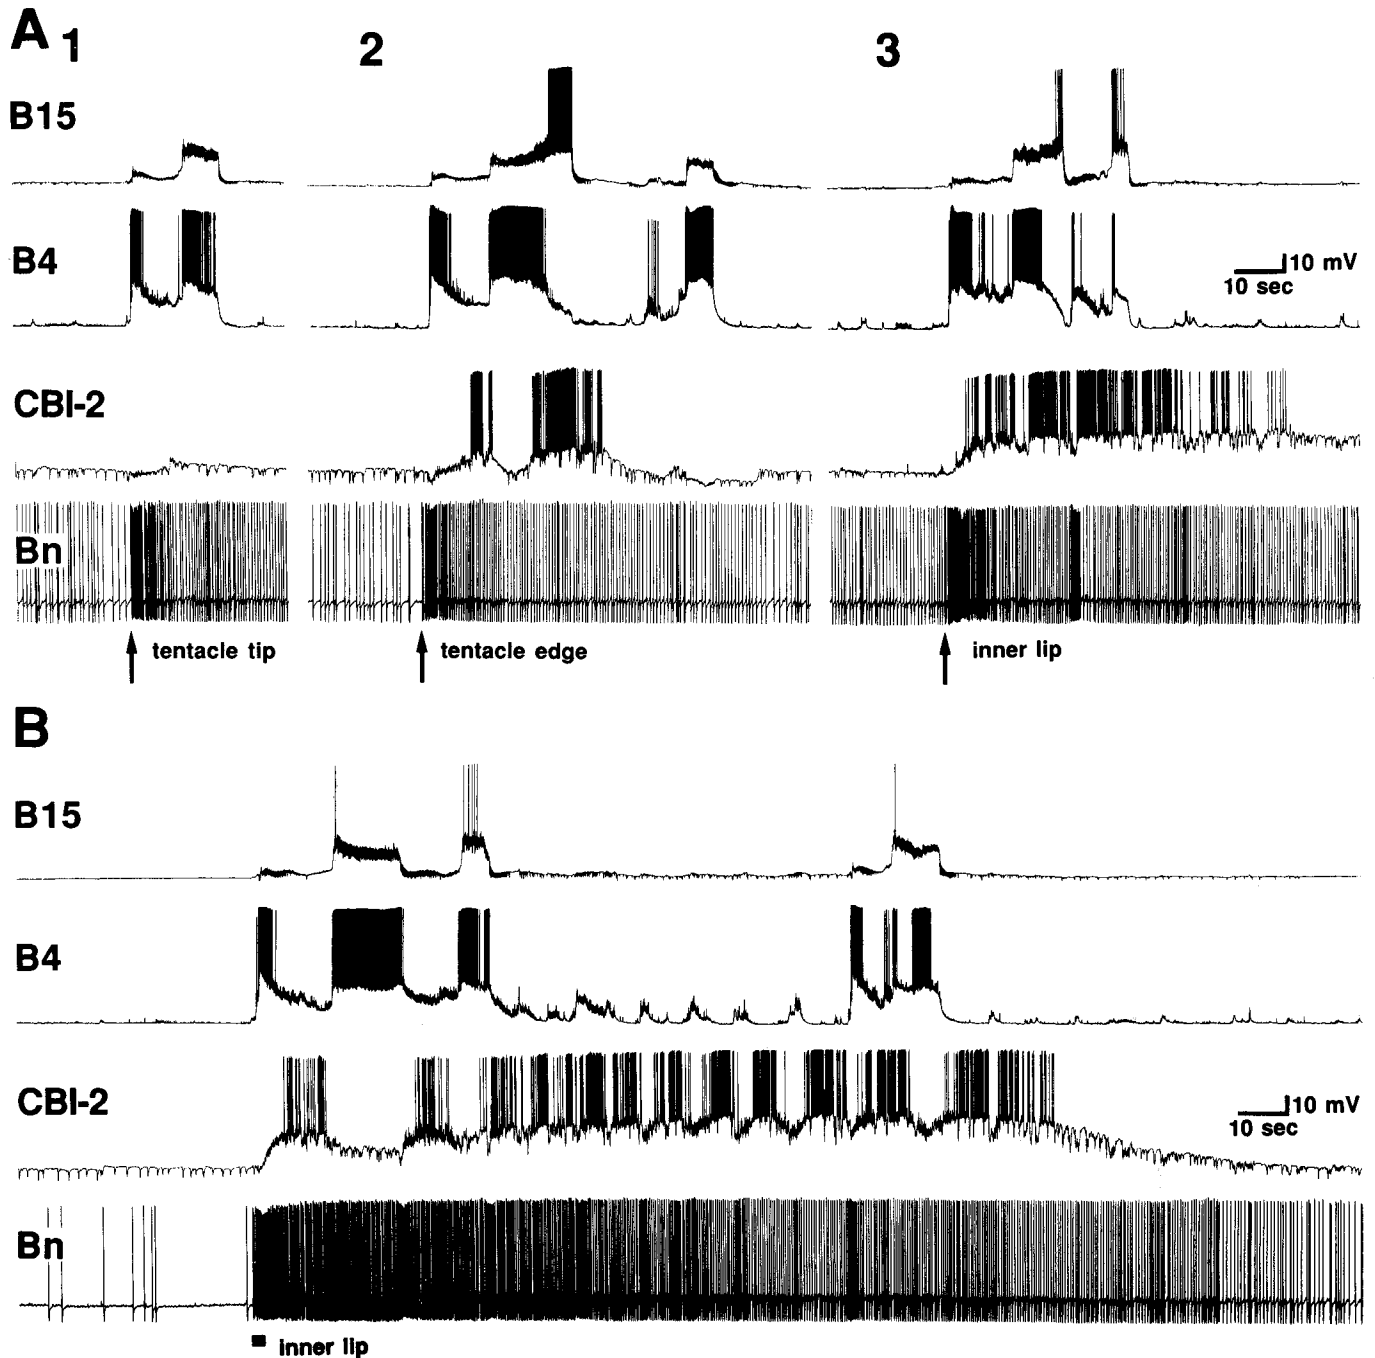 A 1 2 3
B15
B4
10 mV
10 sec
CBI-2
Bn
tentacle tip
tentacle edge
inner lip
B
B15
B4
CBI-2
10 mV
10 sec
Bn
inner lip